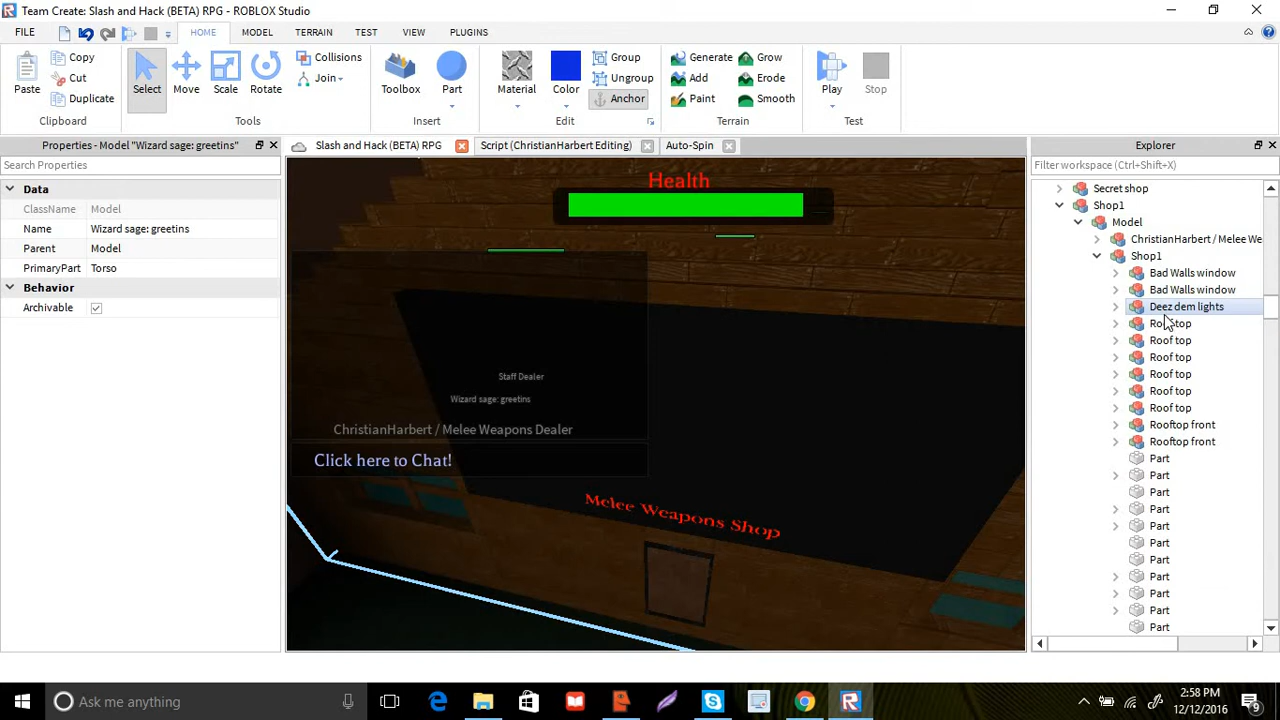 Team Create: Slash and Hack (BETA) RPG - ROBLOX Studio
FILE HOME MODEL TERRAIN TEST VIEW PLUGINS
Paste Copy Cut Duplicate
Clipboard
Select Move Scale Rotate Collisions Join
Tools
Toolbox Part
Insert
Material Color Group Ungroup Anchor
Edit
Generate Grow Add Erode Paint Smooth
Terrain
Play Stop
Test
Properties - Model "Wizard sage: greetins"
Slash and Hack (BETA) RPG Script (ChristianHarbert Editing) Auto-Spin
Explorer
Search Properties
Filter workspace (Ctrl+Shift+X)
Data
ClassName Model
Name Wizard sage: greetins
Parent Model
PrimaryPart Torso
Behavior
Archivable
Health
Staff Dealer
Wizard sage: greetins
ChristianHarbert / Melee Weapons Dealer
Click here to Chat!
Melee Weapons Shop
Secret shop
Shop1
Model
ChristianHarbert / Melee We
Shop1
Bad Walls window
Bad Walls window
Deez dem lights
Roof top
Roof top
Roof top
Roof top
Roof top
Roof top
Rooftop front
Rooftop front
Part
Part
Part
Part
Part
Part
Part
Part
Part
Part
Part
Ask me anything
2:58 PM
12/12/2016
9